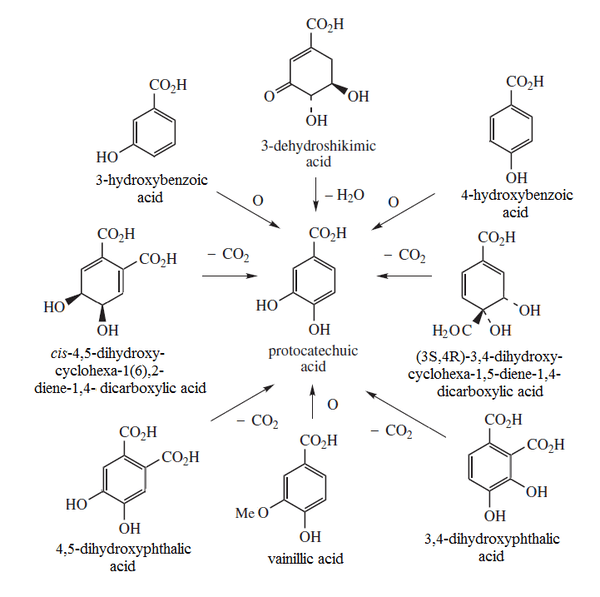 CO₂H
CO₂H
CO₂H
O
OH
OH
HO
OH
3-dehydroshikimic
acid
3-hydroxybenzoic
acid
4-hydroxybenzoic
acid
– H₂O
O
O
CO₂H
CO₂H
CO₂H
CO₂H
– CO₂
– CO₂
HO
OH
HO
OH
OH
H₂OC
OH
cis-4,5-dihydroxy-
cyclohexa-1(6),2-
diene-1,4- dicarboxylic acid
protocatechuic
acid
(3S,4R)-3,4-dihydroxy-
cyclohexa-1,5-diene-1,4-
dicarboxylic acid
O
– CO₂
– CO₂
CO₂H
CO₂H
CO₂H
CO₂H
CO₂H
HO
OH
Me O
OH
OH
OH
4,5-dihydroxyphthalic
acid
vainillic acid
3,4-dihydroxyphthalic
acid